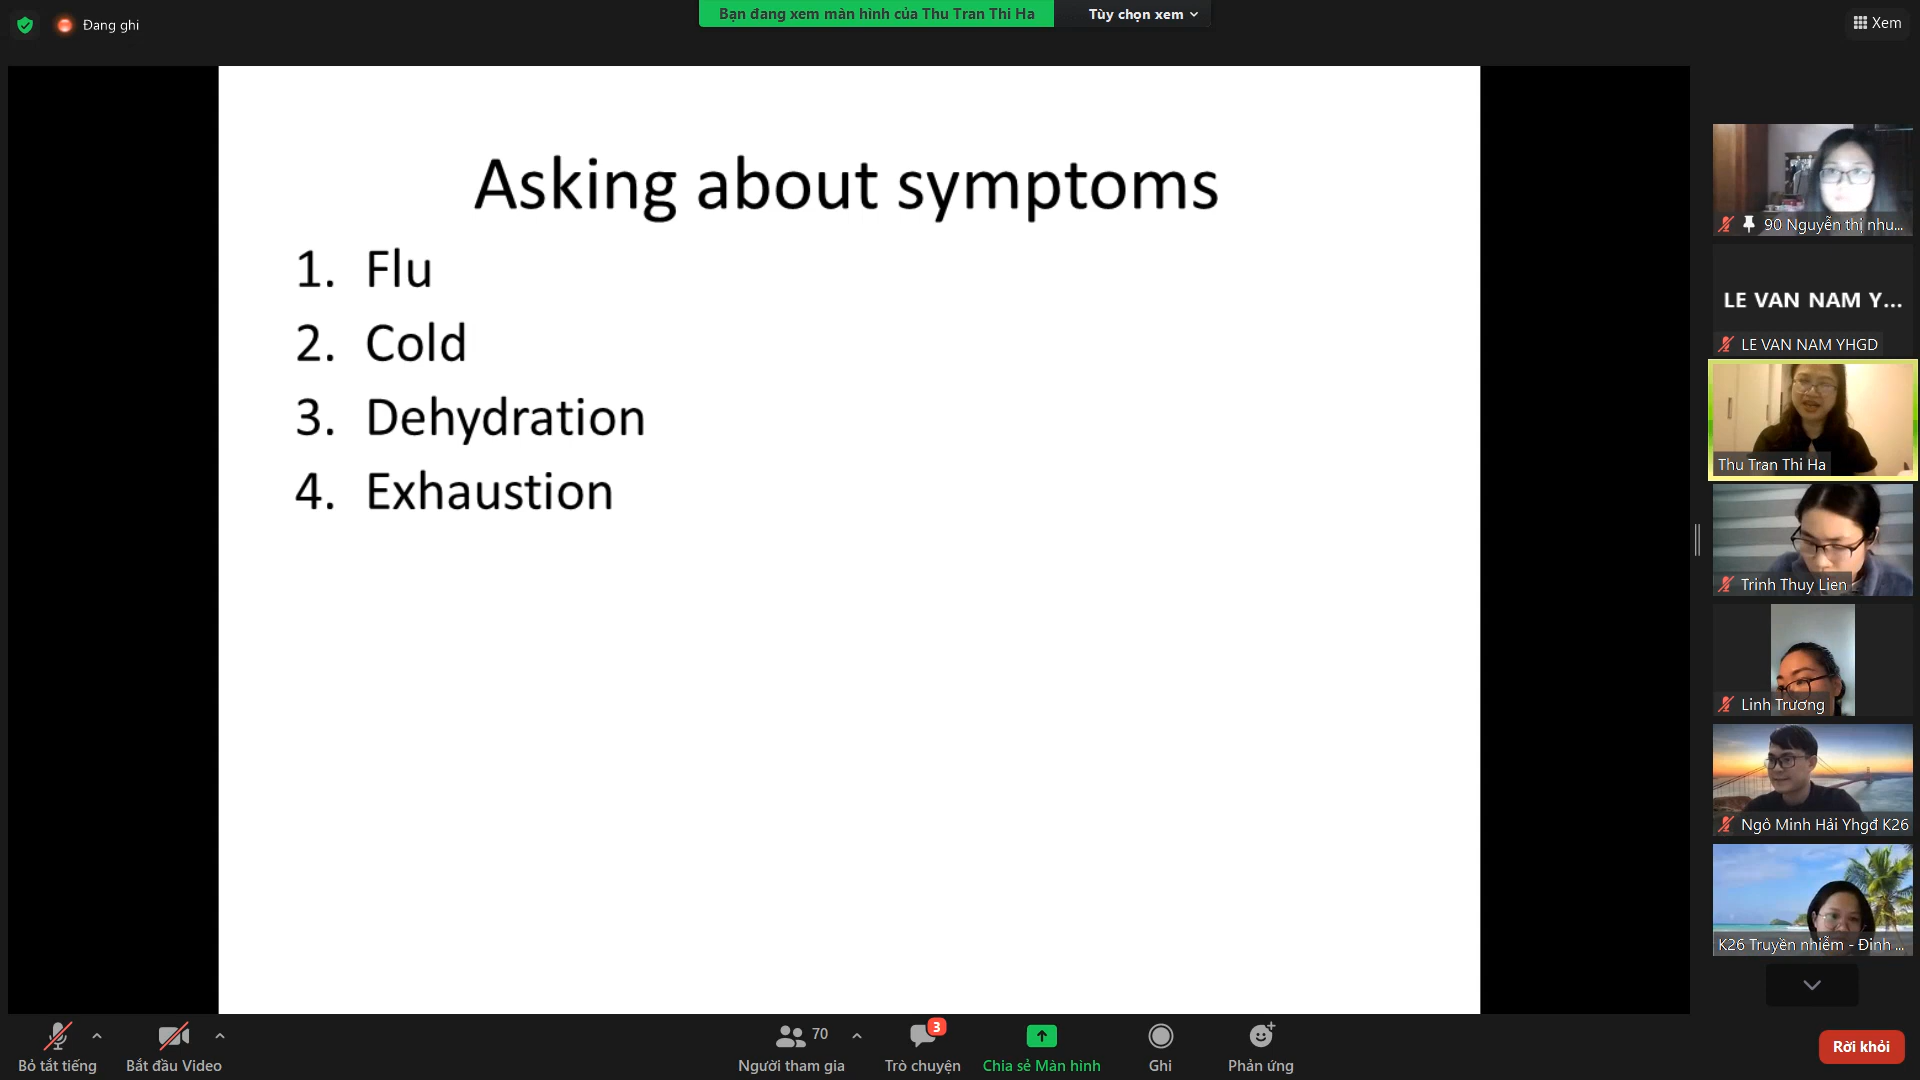 Đang ghi
Bạn đang xem màn hình của Thu Tran Thi Ha
Tùy chọn xem
Xem
Asking about symptoms
1. Flu
2. Cold
3. Dehydration
4. Exhaustion
90 Nguyễn thị nhu...
LE VAN NAM Y...
LE VAN NAM YHGD
Thu Tran Thi Ha
Trinh Thuy Lien
Linh Trương
Ngô Minh Hải Yhgđ K26
K26 Truyền nhiễm - Đinh ...
Bỏ tắt tiếng
Bắt đầu Video
70
Người tham gia
3
Trò chuyện
Chia sẻ Màn hình
Ghi
Phản ứng
Rời khỏi